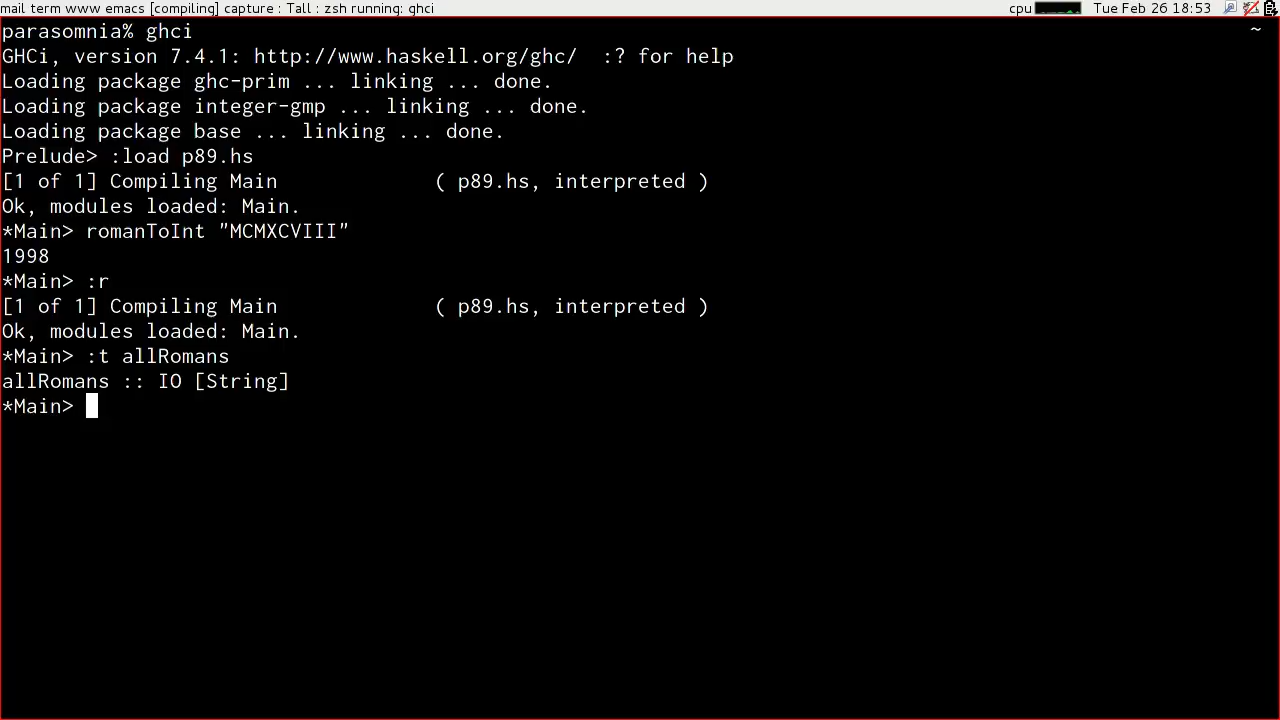 mail term www emacs [compiling] capture : Tall : zsh running: ghci cpu Tue Feb 26 18:53
parasomnia% ghci ~
GHCi, version 7.4.1: http://www.haskell.org/ghc/  :? for help
Loading package ghc-prim ... linking ... done.
Loading package integer-gmp ... linking ... done.
Loading package base ... linking ... done.
Prelude> :load p89.hs
[1 of 1] Compiling Main             ( p89.hs, interpreted )
Ok, modules loaded: Main.
*Main> romanToInt "MCMXCVIII"
1998
*Main> :r
[1 of 1] Compiling Main             ( p89.hs, interpreted )
Ok, modules loaded: Main.
*Main> :t allRomans
allRomans :: IO [String]
*Main>